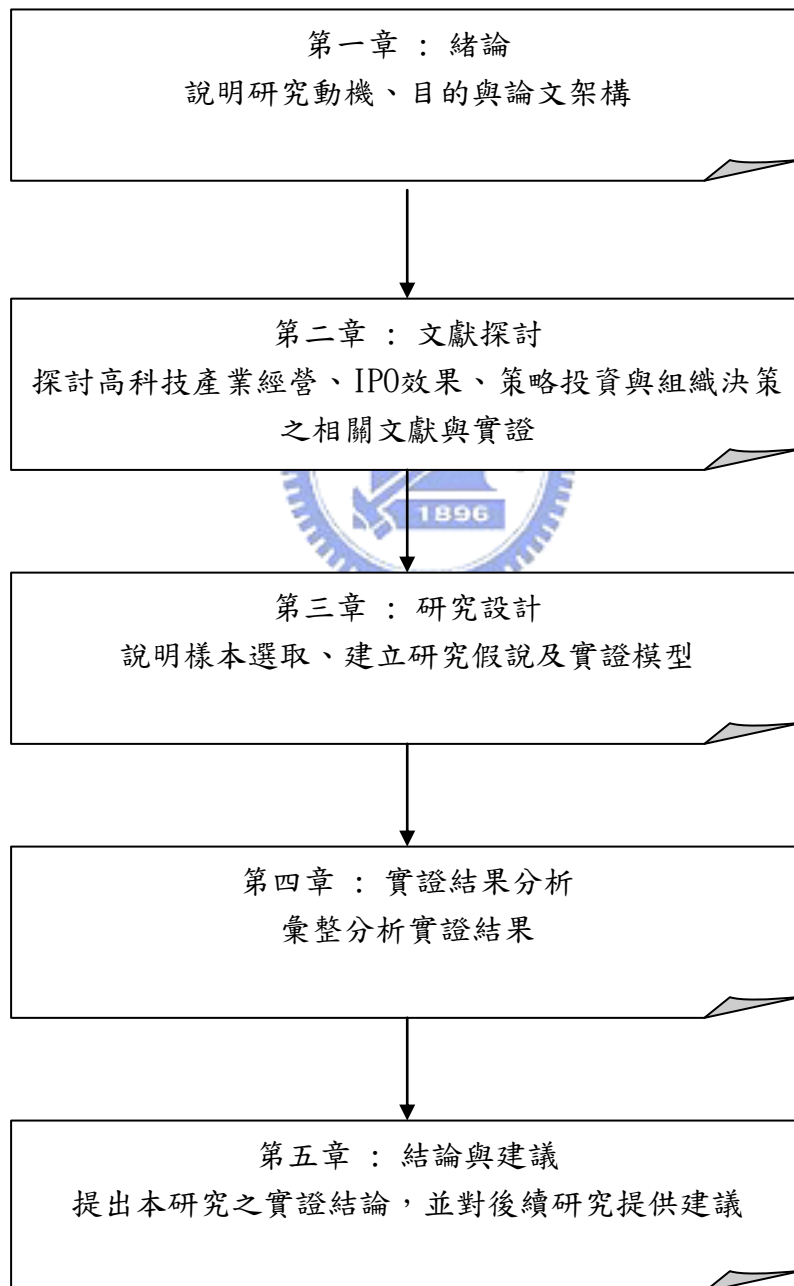 第一章 : 緒論
說明研究動機、目的與論文架構
第二章 : 文獻探討
探討高科技產業經營、IPO效果、策略投資與組織決策
之相關文獻與實證
1896
第三章 : 研究設計
說明樣本選取、建立研究假說及實證模型
第四章 : 實證結果分析
彙整分析實證結果
第五章 : 結論與建議
提出本研究之實證結論，並對後續研究提供建議